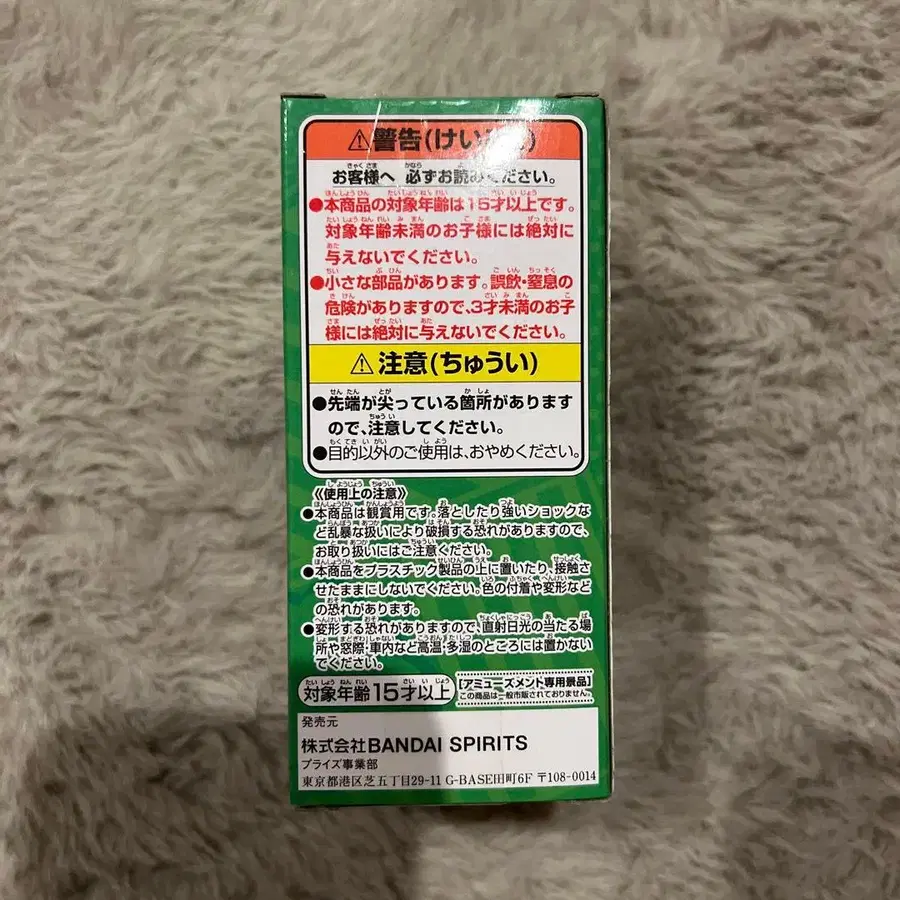 ⚠警告(けいこく)
お客様へ 必ずお読みください。
●本商品の対象年齢は15才以上です。
対象年齢未満のお子様には絶対に
与えないでください。
●小さな部品があります。誤飲・窒息の
危険がありますので、3才未満のお子
様には絶対に与えないでください。
⚠注意(ちゅうい)
●先端が尖っている箇所があります
ので、注意してください。
●目的以外のご使用は、おやめください。
《使用上の注意》
●本商品は観賞用です。落としたり強いショックな
ど乱暴な扱いにより破損する恐れがありますので、
お取り扱いにはご注意ください。
●本商品をプラスチック製品の上に置いたり、接触さ
せたままにしないでください。色の付着や変形など
の恐れがあります。
●変形する恐れがありますので、直射日光の当たる場
所や窓際・車内など高温・多湿のところには置かない
でください。
対象年齢15才以上
【アミューズメント専用景品】
この商品は一般市販されておりません。
発売元
株式会社BANDAI SPIRITS
プライズ事業部
東京都港区芝五丁目29-11 G-BASE田町6F 〒108-0014